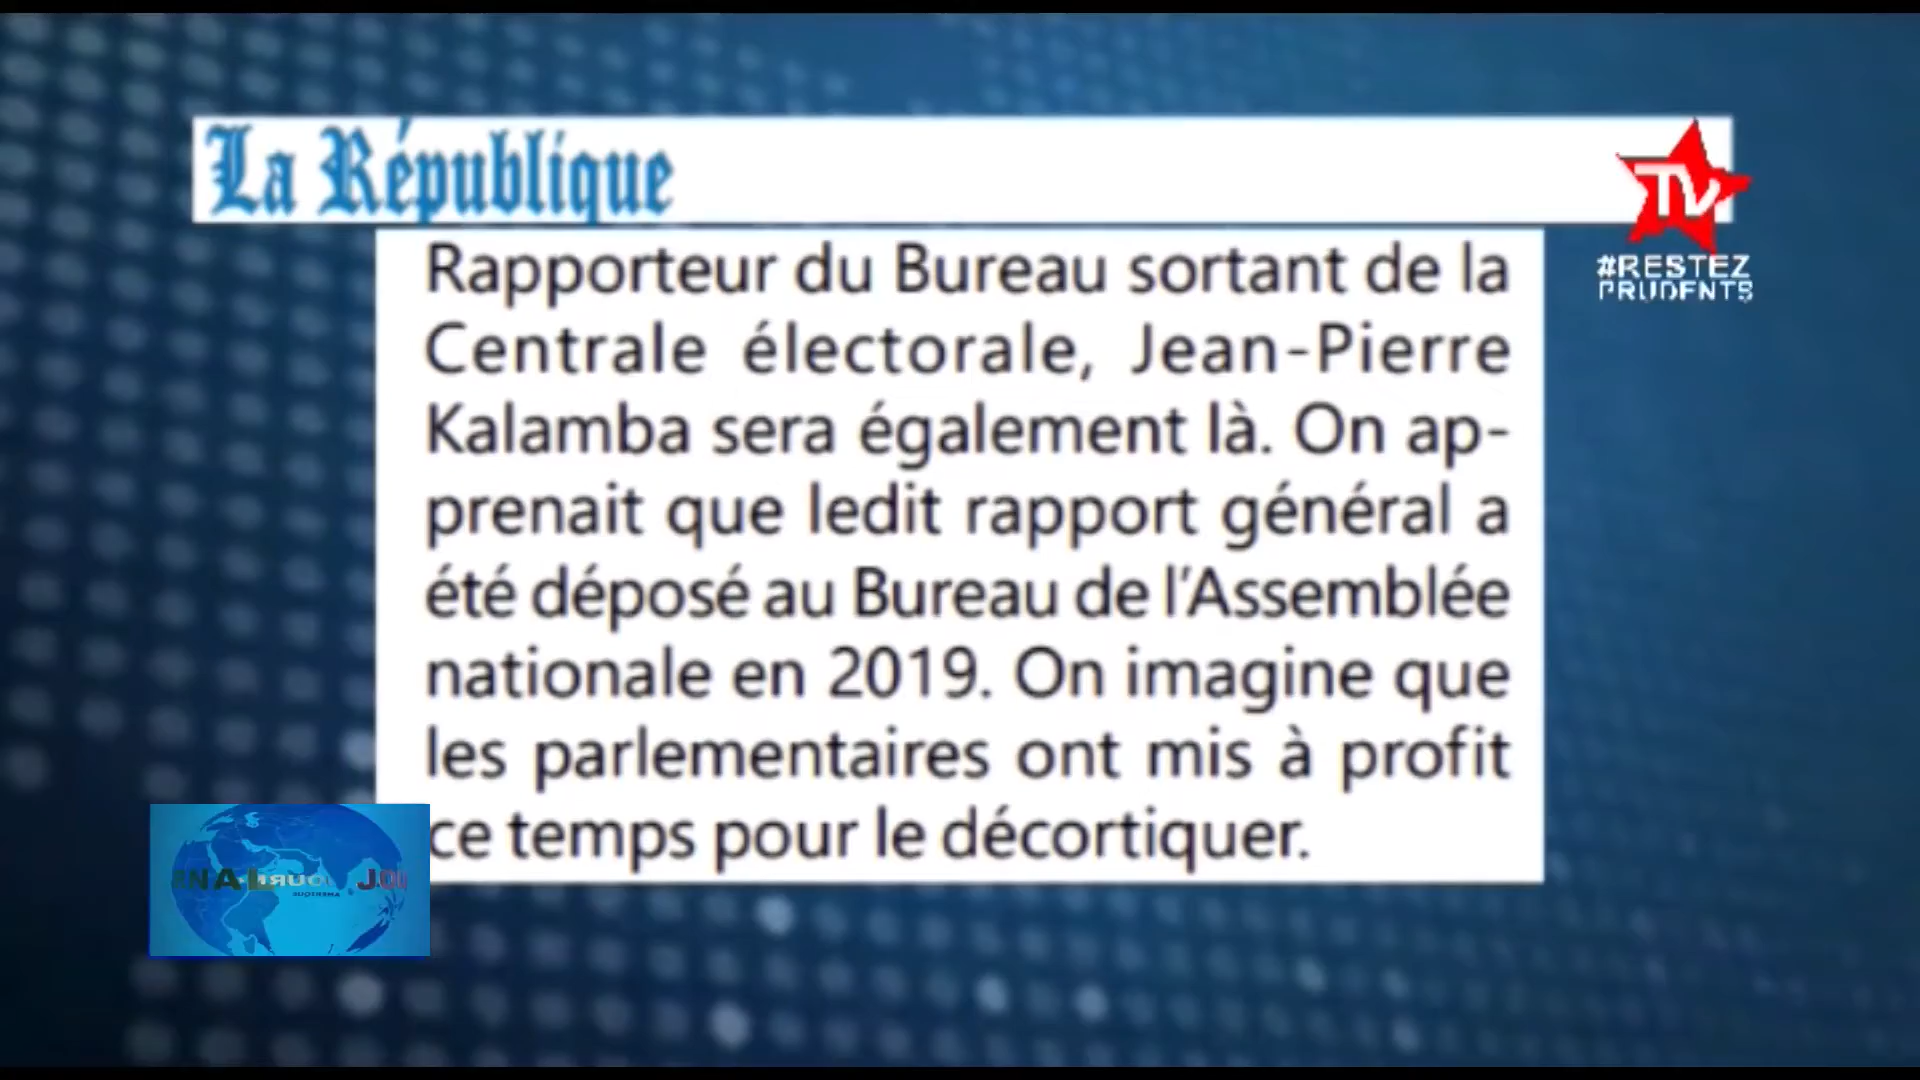 La République
TV
#RESTEZ
PRUDENTS
Rapporteur du Bureau sortant de la
Centrale électorale, Jean-Pierre
Kalamba sera également là. On ap-
prenait que ledit rapport général a
été déposé au Bureau de l'Assemblée
nationale en 2019. On imagine que
les parlementaires ont mis à profit
ce temps pour le décortiquer.